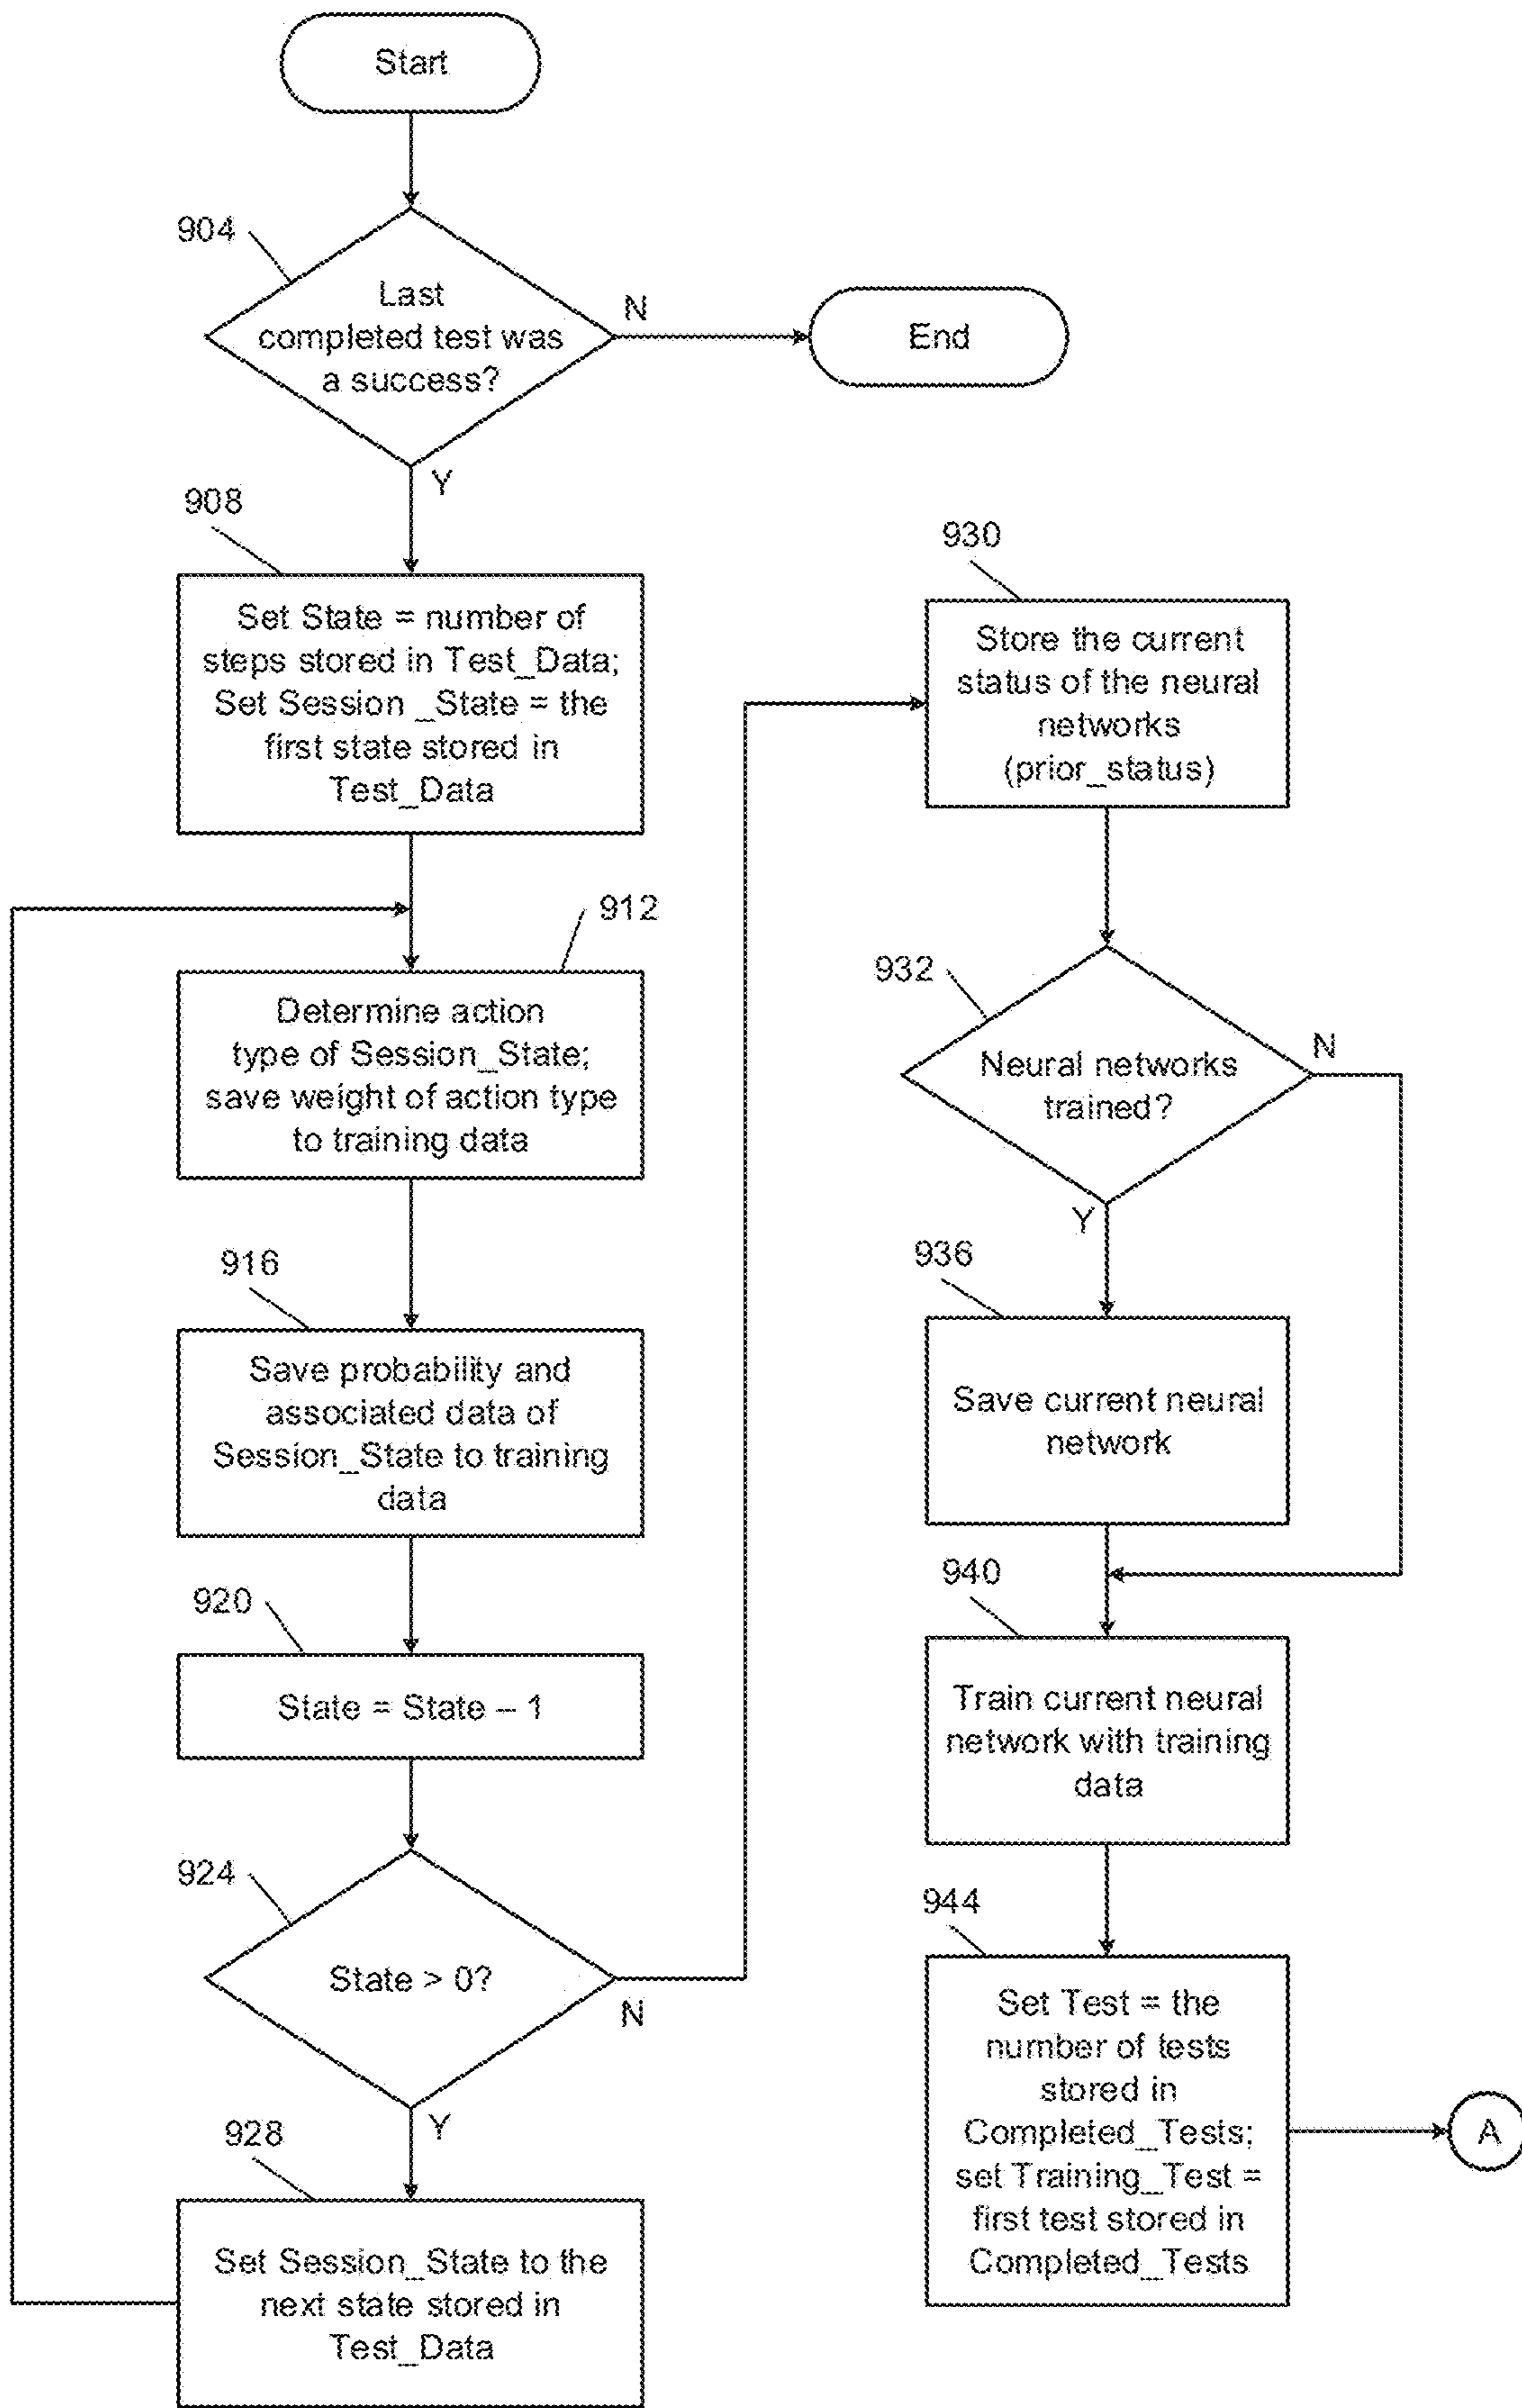 Start
904
Last
completed test was
a success?
N
End
Y
908
Set State = number of
steps stored in Test_Data;
Set Session _State = the
first state stored in
Test_Data
912
Determine action
type of Session_State;
save weight of action type
to training data
916
Save probability and
associated data of
Session_State to training
data
920
State = State – 1
924
State > 0?
N
Y
928
Set Session_State to the
next state stored in
Test_Data
930
Store the current
status of the neural
networks
(prior_status)
932
Neural networks
trained?
N
Y
936
Save current neural
network
940
Train current neural
network with training
data
944
Set Test = the
number of tests
stored in
Completed_Tests;
set Training_Test =
first test stored in
Completed_Tests
A